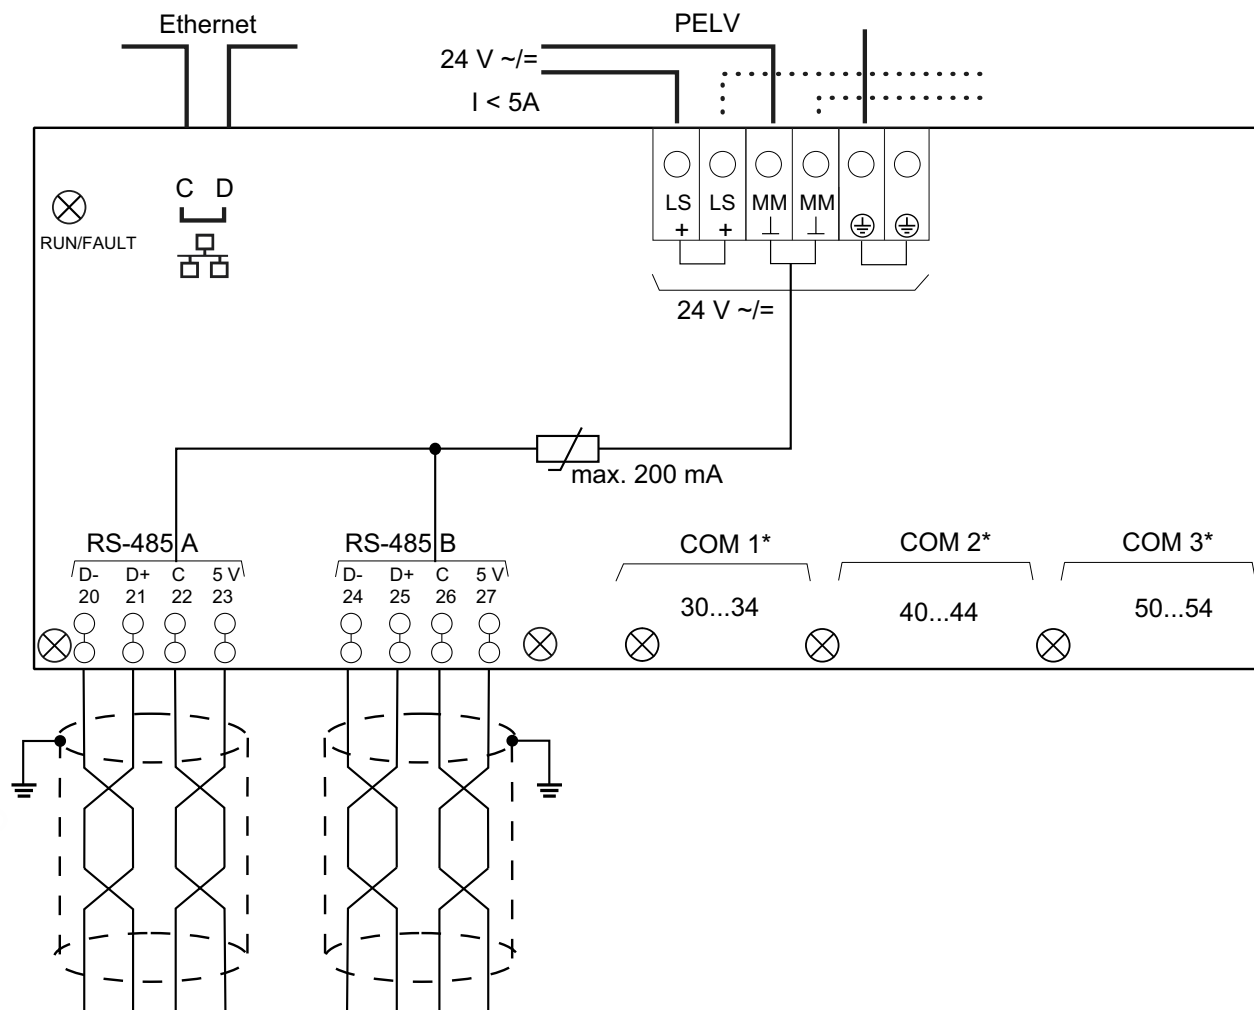 Ethernet
PELV
24 V ~/=
I < 5A
C D
RUN/FAULT
LS LS MM MM
+ + ⊥ ⊥
24 V ~/=
max. 200 mA
RS-485 A
D- D+ C 5 V
20 21 22 23
RS-485 B
D- D+ C 5 V
24 25 26 27
COM 1*
30...34
COM 2*
40...44
COM 3*
50...54